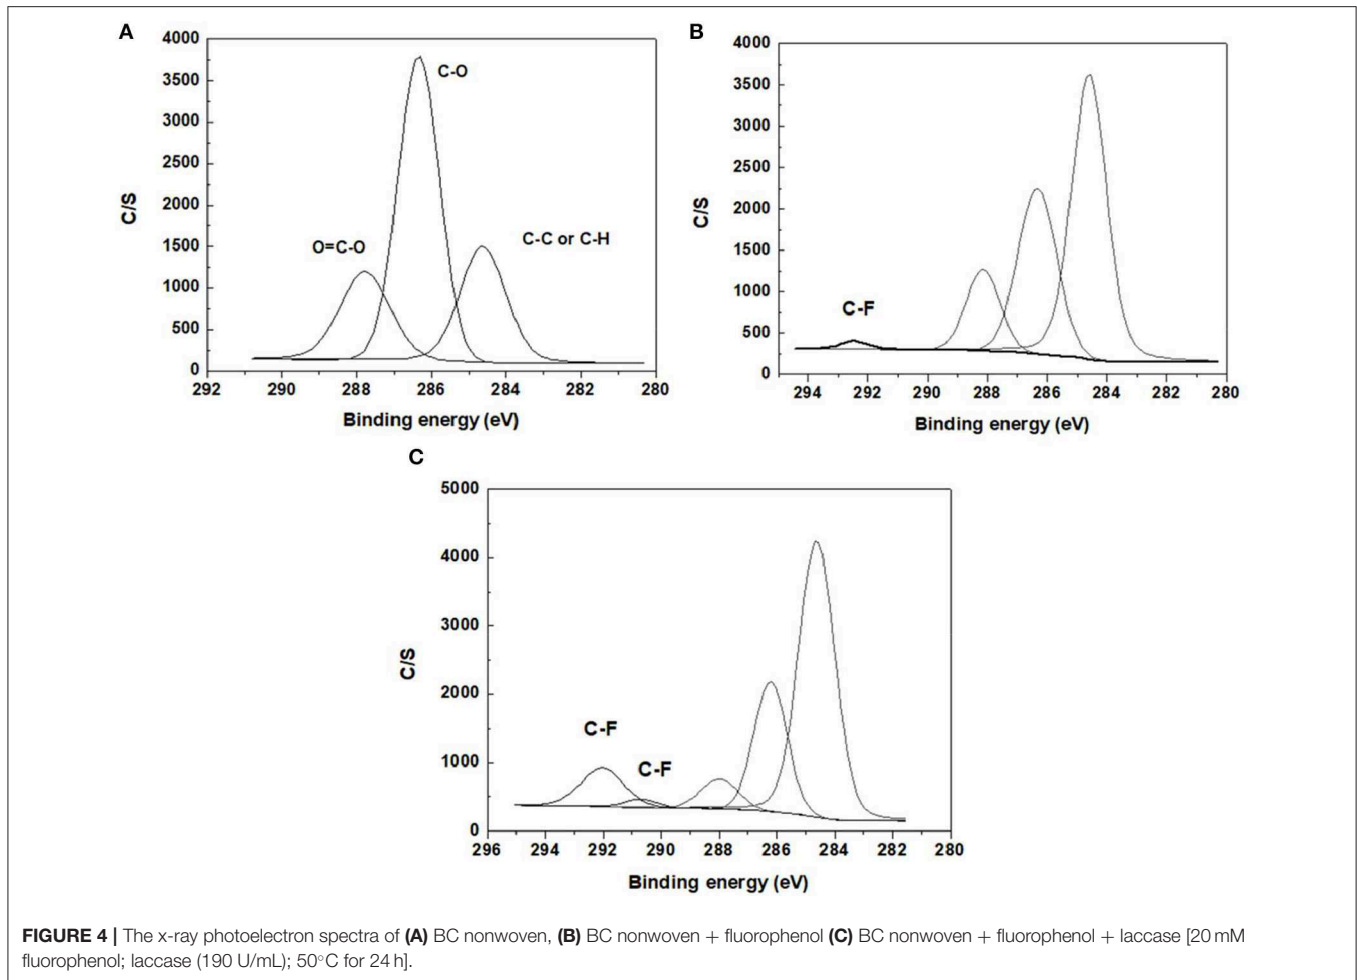 A
4000
3500
3000
2500
2000
1500
1000
500
0
C/S
C-O
O=C-O
C-C or C-H
292 290 288 286 284 282 280
Binding energy (eV)
B
4000
3500
3000
2500
2000
1500
1000
500
0
C/S
C-F
294 292 290 288 286 284 282 280
Binding energy (eV)
C
5000
4000
3000
2000
1000
0
C/S
C-F
C-F
296 294 292 290 288 286 284 282 280
Binding energy (eV)
FIGURE 4 | The x-ray photoelectron spectra of (A) BC nonwoven, (B) BC nonwoven + fluorophenol (C) BC nonwoven + fluorophenol + laccase [20 mM
fluorophenol; laccase (190 U/mL); 50°C for 24 h].